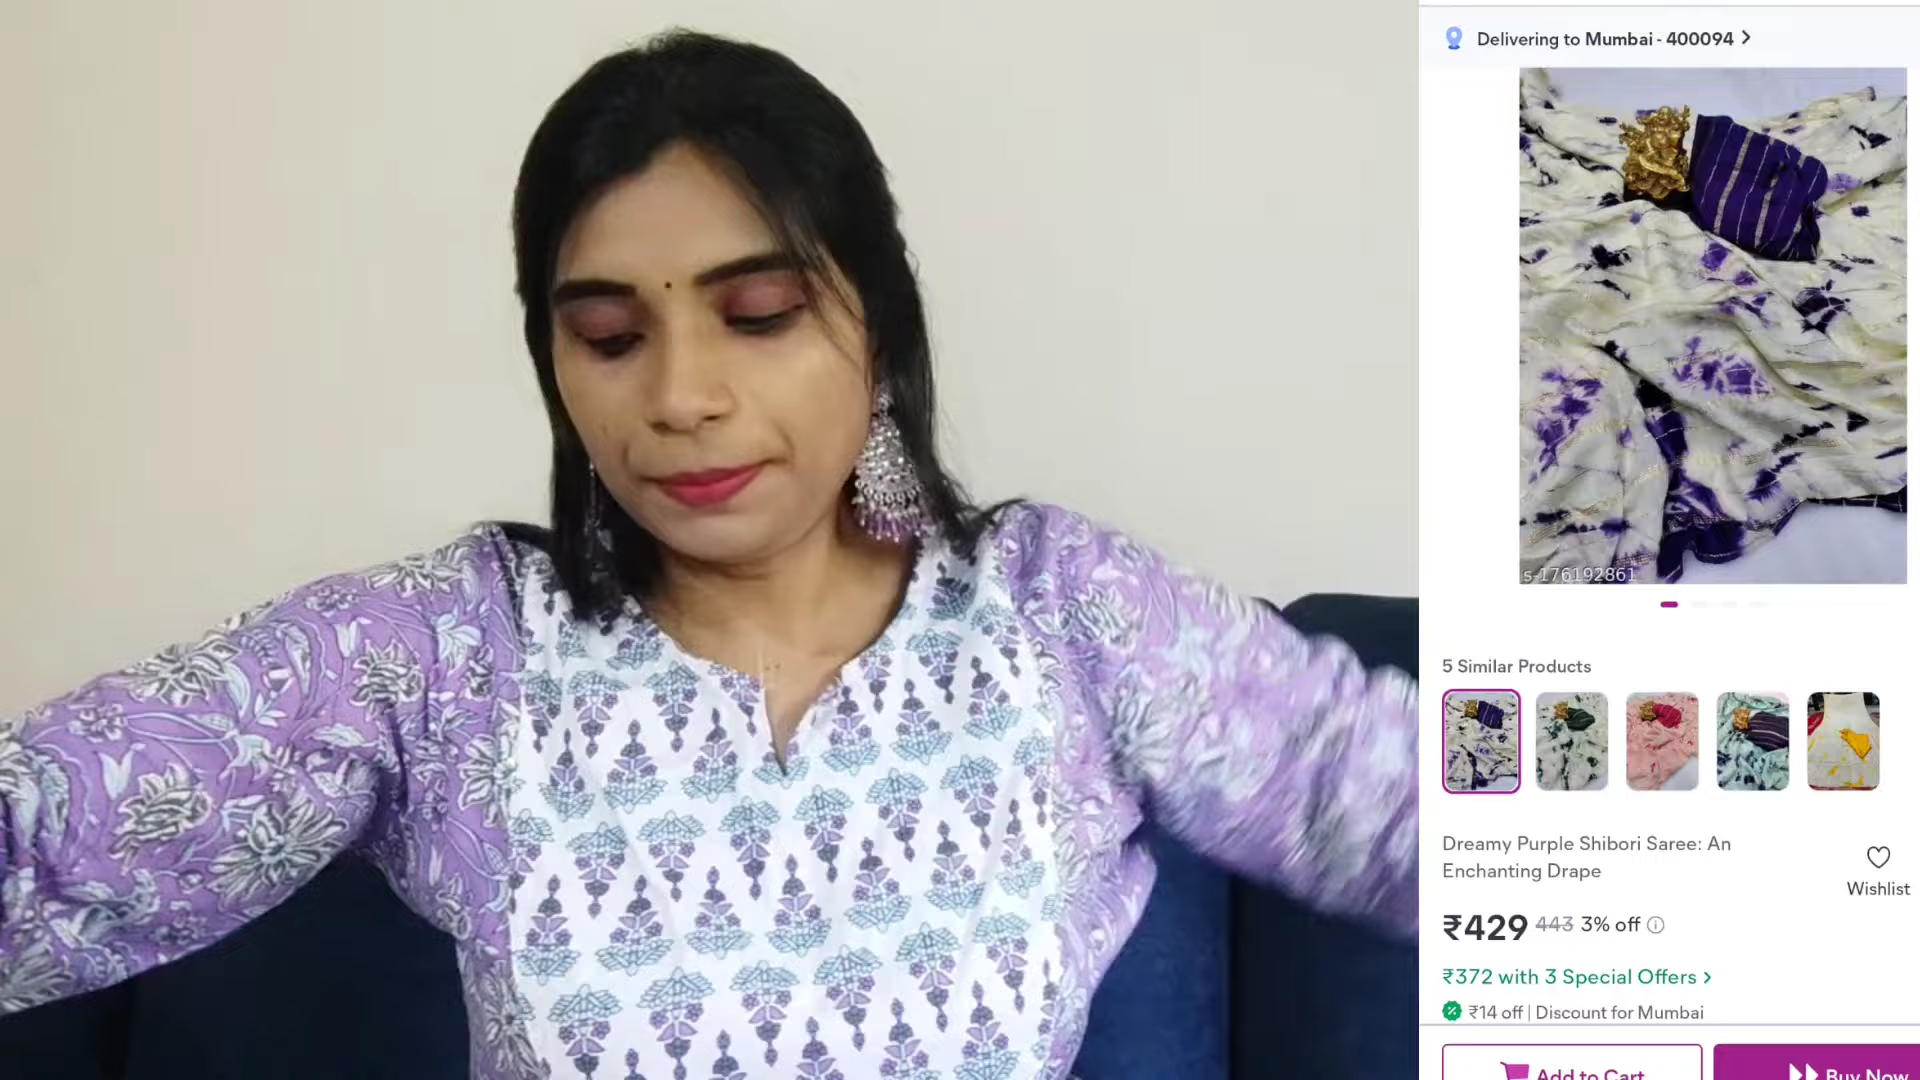 Delivering to Mumbai - 400094
s-176192861
5 Similar Products
Dreamy Purple Shibori Saree: An
Enchanting Drape
Wishlist
₹429 443 3% off
₹372 with 3 Special Offers
₹14 off | Discount for Mumbai
Add to Cart
Buy Now